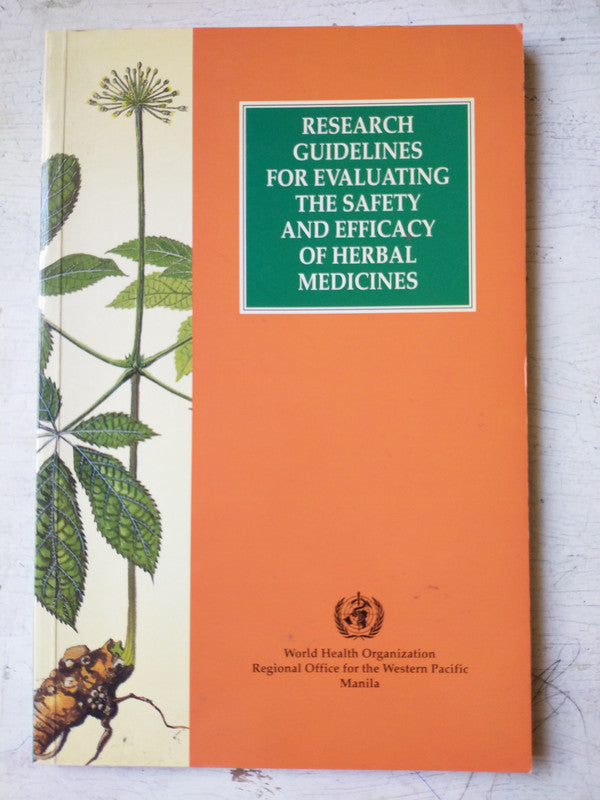 RESEARCH
GUIDELINES
FOR EVALUATING
THE SAFETY
AND EFFICACY
OF HERBAL
MEDICINES
World Health Organization
Regional Office for the Western Pacific
Manila